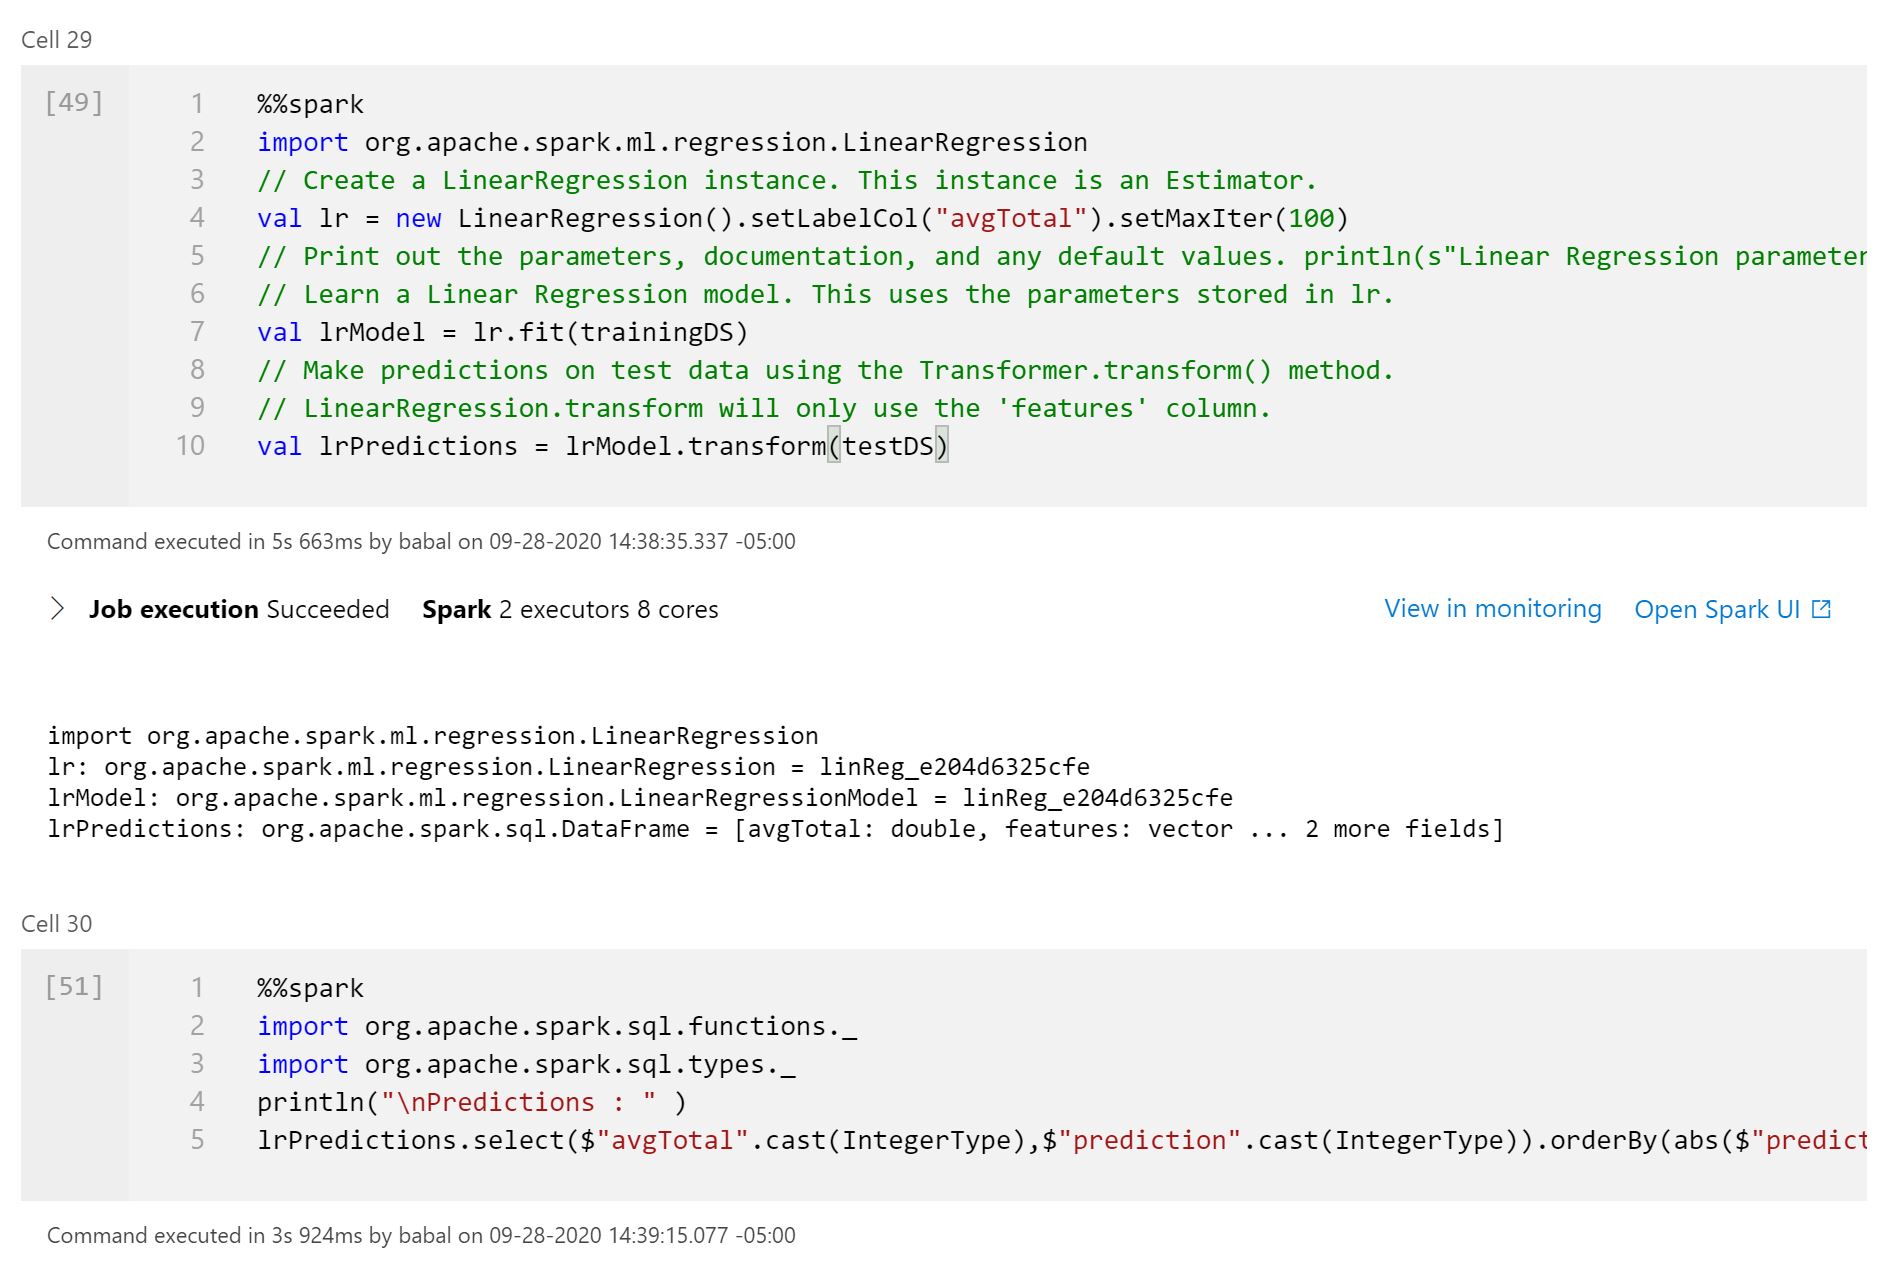 Cell 29
[49]
1 %%spark
2 import org.apache.spark.ml.regression.LinearRegression
3 // Create a LinearRegression instance. This instance is an Estimator.
4 val lr = new LinearRegression().setLabelCol("avgTotal").setMaxIter(100)
5 // Print out the parameters, documentation, and any default values. println(s"Linear Regression parameter
6 // Learn a Linear Regression model. This uses the parameters stored in lr.
7 val lrModel = lr.fit(trainingDS)
8 // Make predictions on test data using the Transformer.transform() method.
9 // LinearRegression.transform will only use the 'features' column.
10 val lrPredictions = lrModel.transform(testDS)
Command executed in 5s 663ms by babal on 09-28-2020 14:38:35.337 -05:00
Job execution Succeeded Spark 2 executors 8 cores View in monitoring Open Spark UI
import org.apache.spark.ml.regression.LinearRegression
lr: org.apache.spark.ml.regression.LinearRegression = linReg_e204d6325cfe
lrModel: org.apache.spark.ml.regression.LinearRegressionModel = linReg_e204d6325cfe
lrPredictions: org.apache.spark.sql.DataFrame = [avgTotal: double, features: vector ... 2 more fields]
Cell 30
[51]
1 %%spark
2 import org.apache.spark.sql.functions._
3 import org.apache.spark.sql.types._
4 println("\nPredictions : " )
5 lrPredictions.select($"avgTotal".cast(IntegerType),$"prediction".cast(IntegerType)).orderBy(abs($"predict
Command executed in 3s 924ms by babal on 09-28-2020 14:39:15.077 -05:00